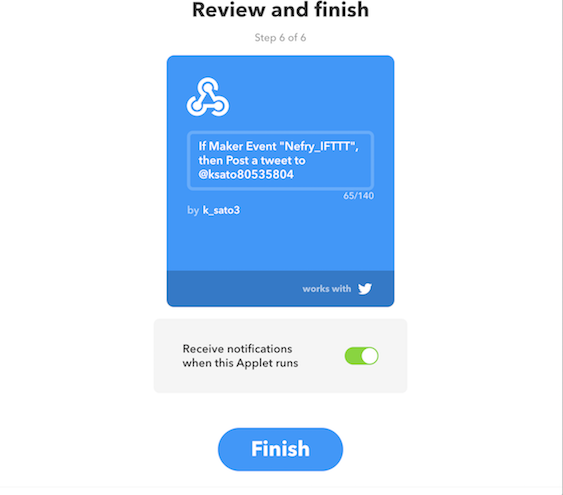 Review and finish
Step 6 of 6
If Maker Event "Nefry_IFTTT",
then Post a tweet to
@ksato80535804
65/140
by k_sato3
works with
Receive notifications
when this Applet runs
Finish